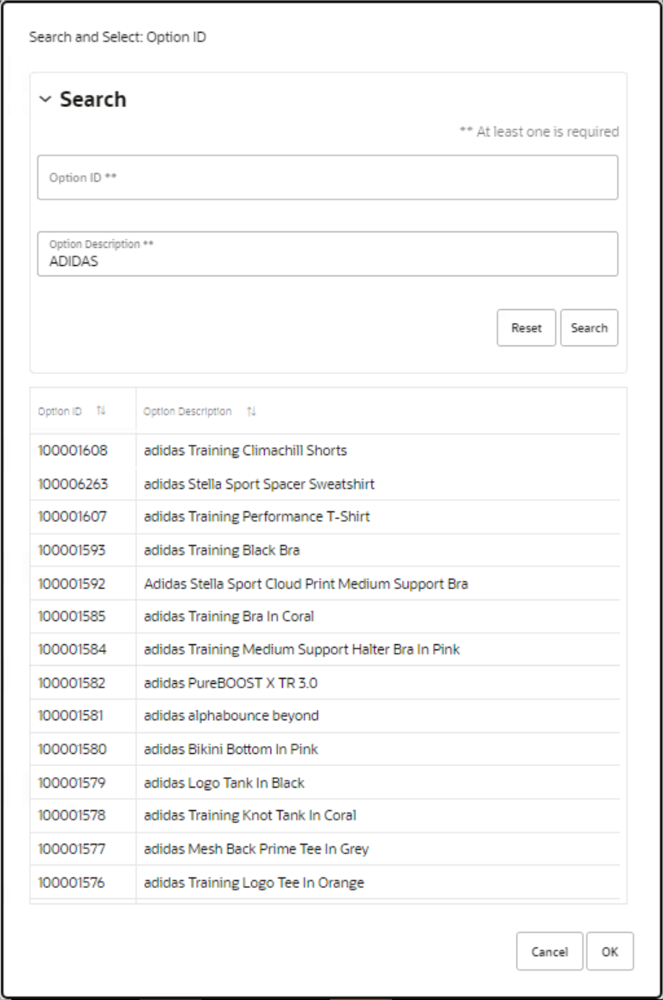 Search and Select: Option ID
Search
** At least one is required
Option ID **
Option Description **
ADIDAS
Reset Search
Option ID Option Description
100001608 adidas Training Climachill Shorts
100006263 adidas Stella Sport Spacer Sweatshirt
100001607 adidas Training Performance T-Shirt
100001593 adidas Training Black Bra
100001592 Adidas Stella Sport Cloud Print Medium Support Bra
100001585 adidas Training Bra In Coral
100001584 adidas Training Medium Support Halter Bra In Pink
100001582 adidas PureBOOST X TR 3.0
100001581 adidas alphabounce beyond
100001580 adidas Bikini Bottom In Pink
100001579 adidas Logo Tank In Black
100001578 adidas Training Knot Tank In Coral
100001577 adidas Mesh Back Prime Tee In Grey
100001576 adidas Training Logo Tee In Orange
Cancel OK